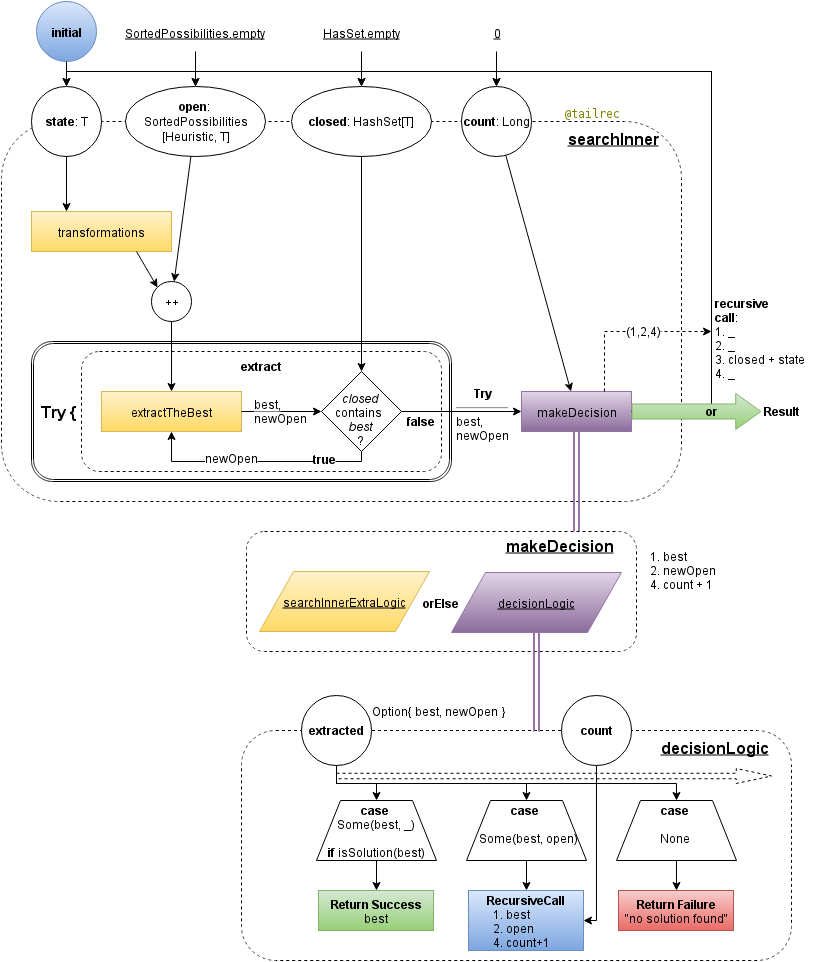 initial
SortedPossibilities.empty
HasSet.empty
0
state: T
open:
SortedPossibilities
[Heuristic, T]
closed: HashSet[T]
count: Long
@tailrec
searchInner
transformations
++
recursive
call:
1. _
2. _
3. closed + state
4. _
(1,2,4)
Try {
extract
extractTheBest
best,
newOpen
closed
contains
best
?
false
true
newOpen
Try
best,
newOpen
makeDecision
or
Result
makeDecision
1. best
2. newOpen
4. count + 1
searchInnerExtraLogic
orElse
decisionLogic
extracted
Option{ best, newOpen }
count
decisionLogic
case
Some(best, _)
if isSolution(best)
case
Some(best, open)
case
None
Return Success
best
RecursiveCall
1. best
2. open
4. count+1
Return Failure
"no solution found"